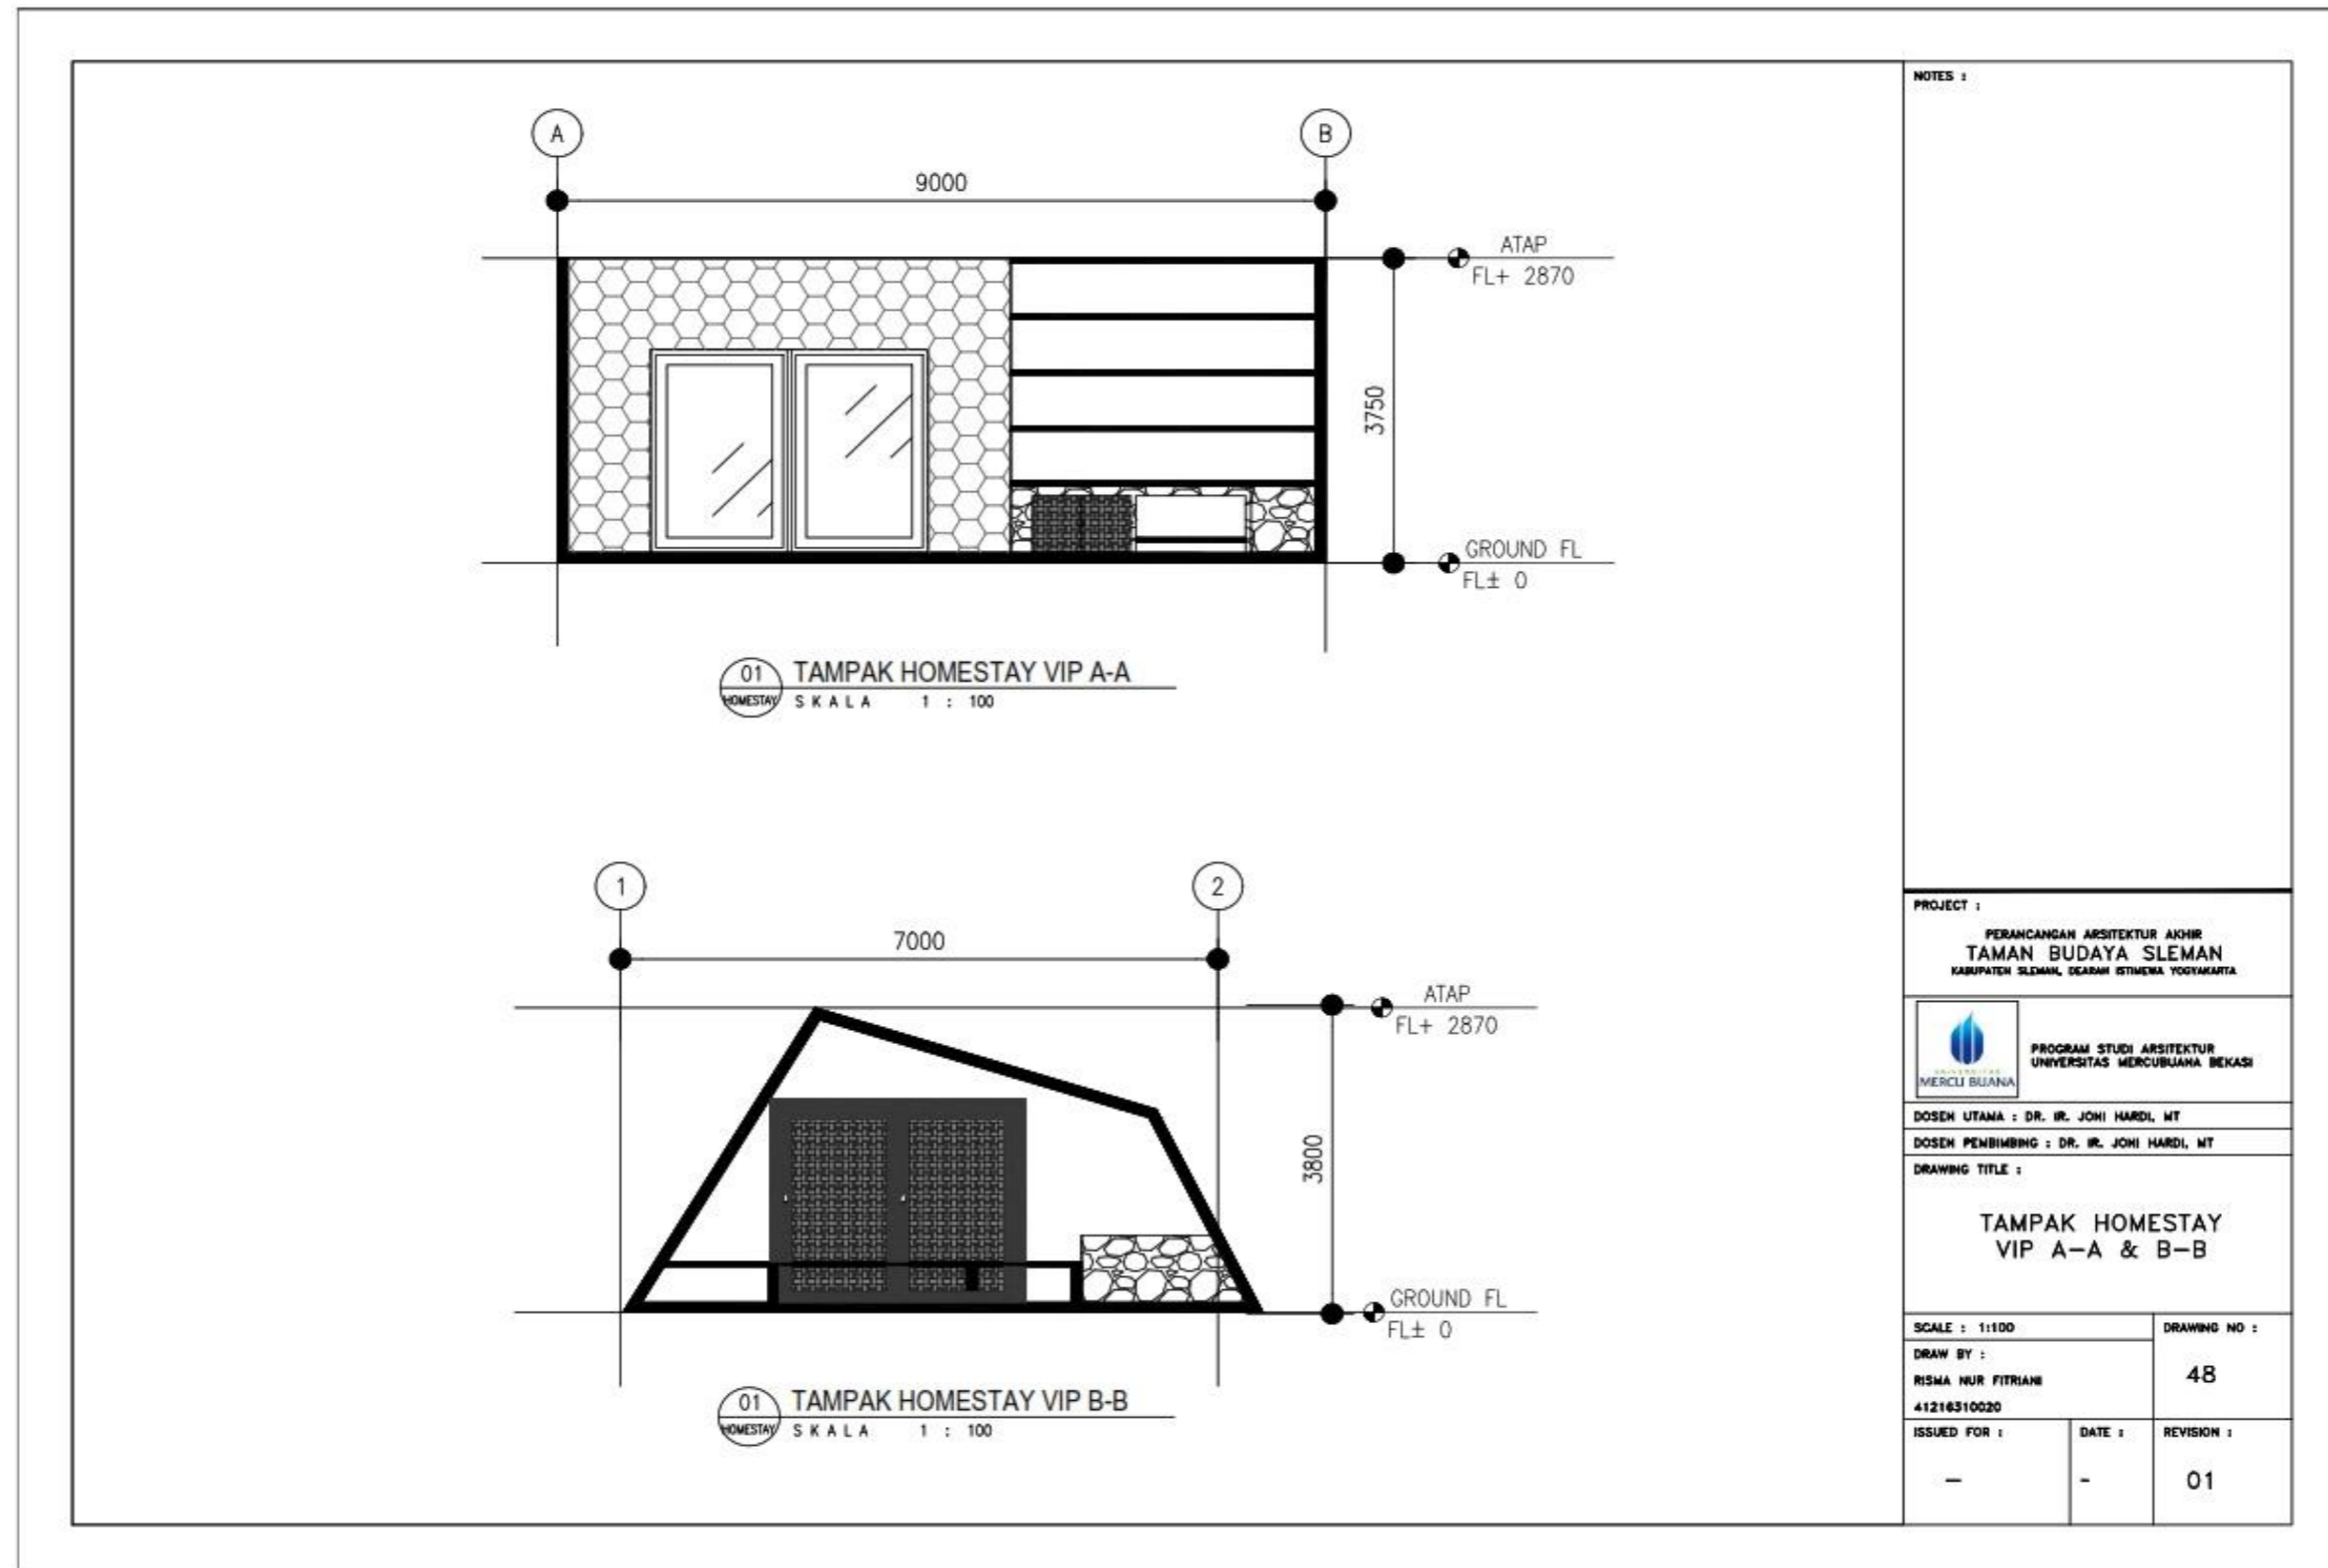 A
B
9000
ATAP
FL+ 2870
3750
GROUND FL
FL± 0
01
HOMESTAY
TAMPAK HOMESTAY VIP A-A
SKALA 1 : 100
1
2
7000
ATAP
FL+ 2870
3800
GROUND FL
FL± 0
01
HOMESTAY
TAMPAK HOMESTAY VIP B-B
SKALA 1 : 100
NOTES :
PROJECT :
PERANCANGAN ARSITEKTUR AKHIR
TAMAN BUDAYA SLEMAN
KABUPATEN SLEMAN, DEARAH ISTIMEWA YOGYAKARTA
UNIVERSITAS
MERCU BUANA
PROGRAM STUDI ARSITEKTUR
UNIVERSITAS MERCUBUANA BEKASI
DOSEN UTAMA : DR. IR. JONI HARDI, MT
DOSEN PEMBIMBING : DR. IR. JONI HARDI, MT
DRAWING TITLE :
TAMPAK HOMESTAY
VIP A-A & B-B
SCALE : 1:100
DRAWING NO :
48
DRAW BY :
RISMA NUR FITRIANI
41216310020
ISSUED FOR :
-
DATE :
-
REVISION :
01